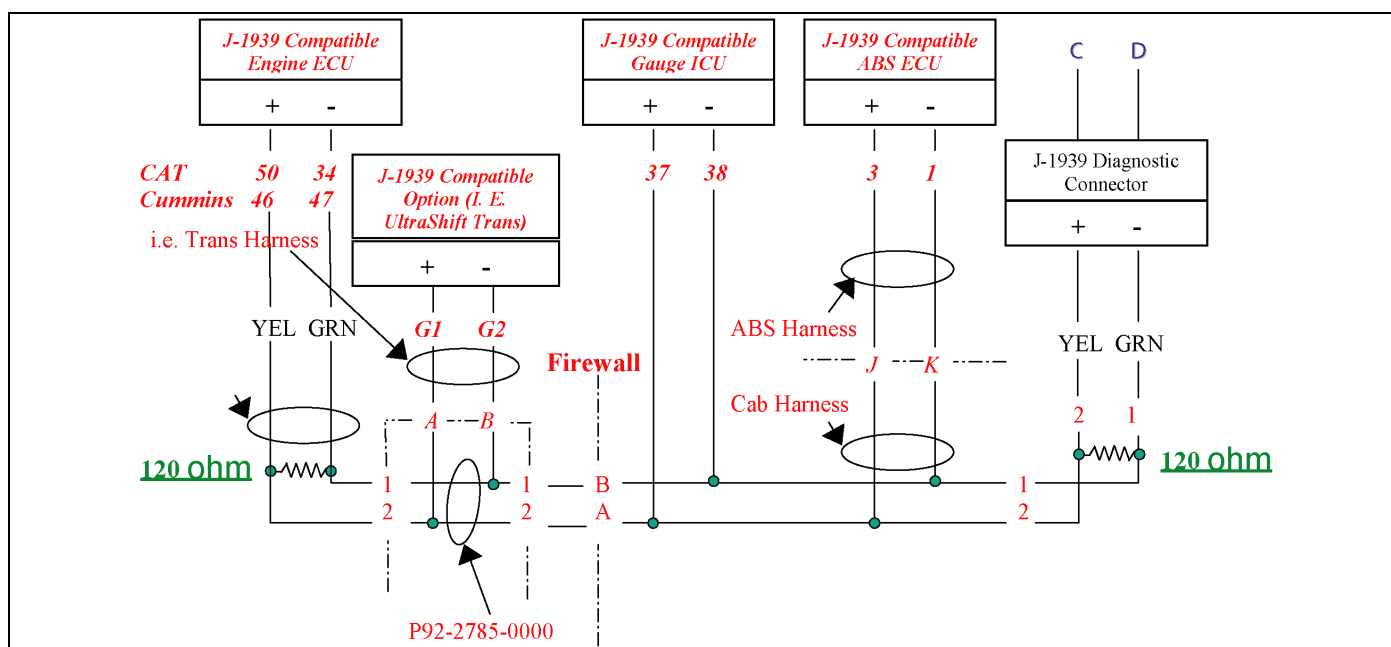 J-1939 Compatible
Engine ECU
+ -
J-1939 Compatible
Gauge ICU
+ -
J-1939 Compatible
ABS ECU
+ -
C D
J-1939 Diagnostic
Connector
+ -
CAT 50 34
Cummins 46 47
J-1939 Compatible
Option (I. E.
UltraShift Trans)
+ -
37 38
3 1
i.e. Trans Harness
YEL GRN
G1 G2
Firewall
ABS Harness
J K
Cab Harness
YEL GRN
2 1
A B
120 ohm
120 ohm
1 1 B 1
2 2 A 2
P92-2785-0000